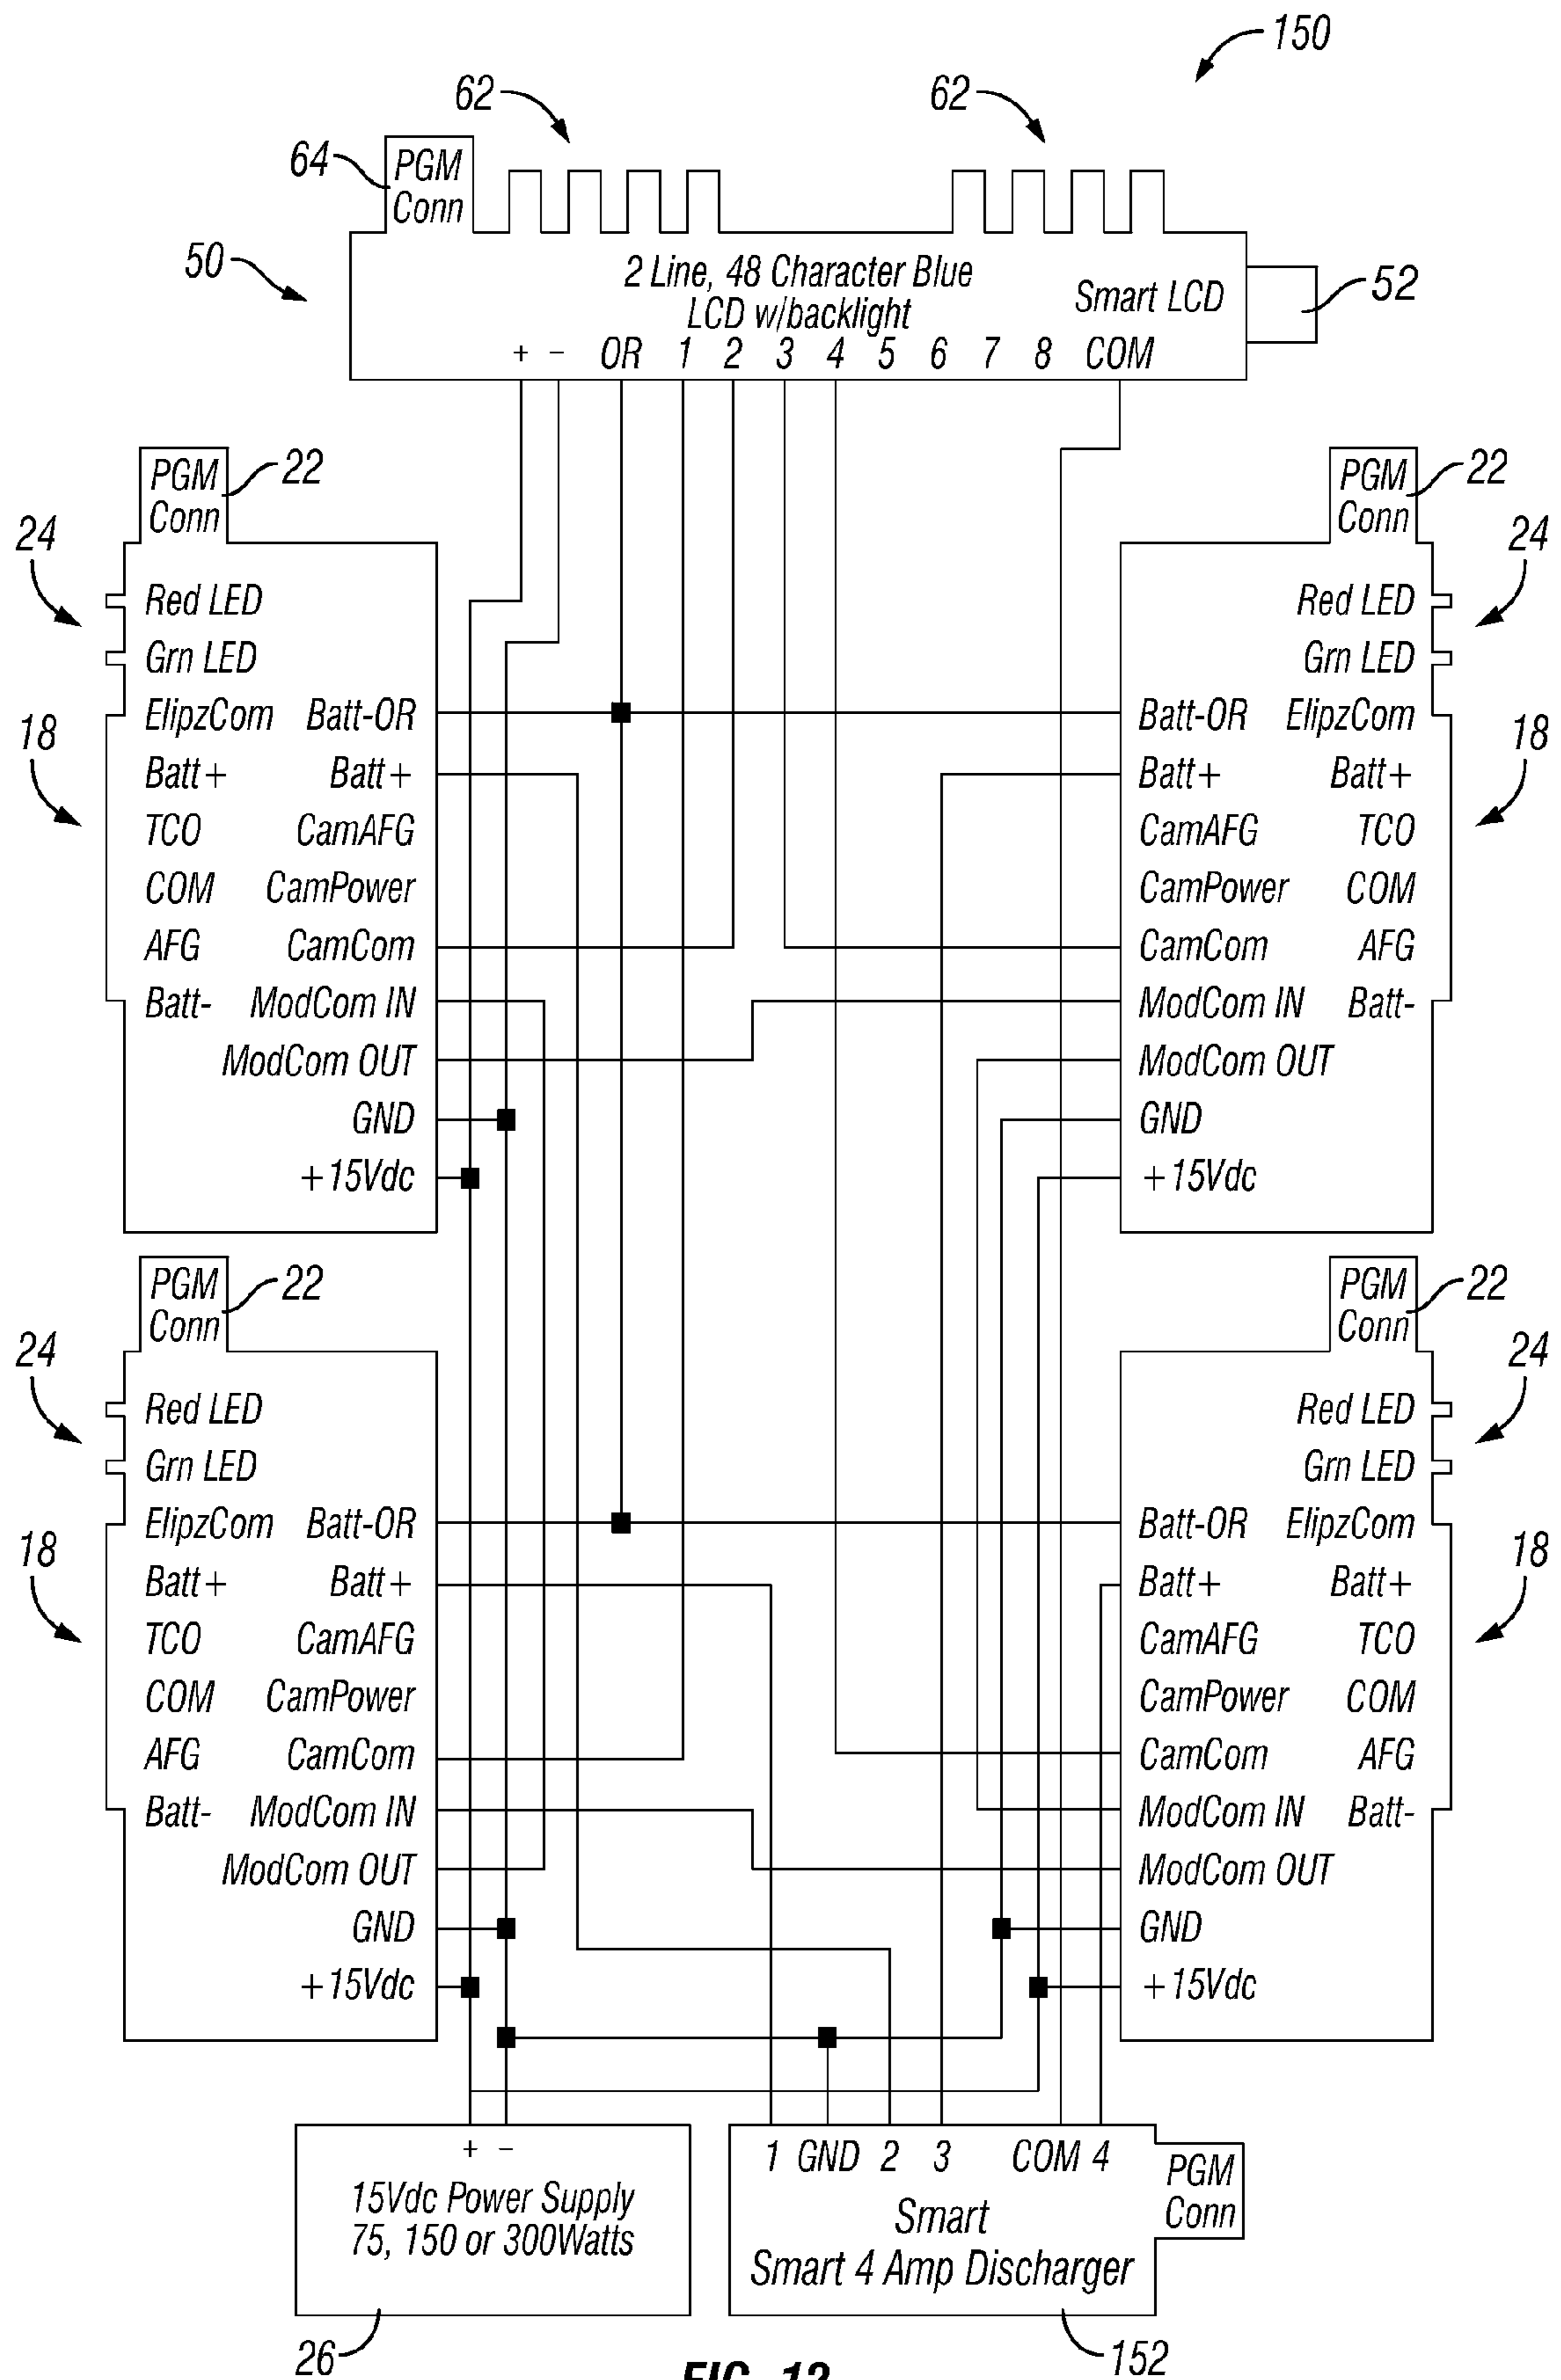 150
62
62
64
PGM
Conn
50
2 Line, 48 Character Blue
LCD w/backlight
Smart LCD
52
+ − OR 1 2 3 4 5 6 7 8 COM
PGM
Conn
22
24
Red LED
Grn LED
18
ElipzCom Batt-OR
Batt+ Batt+
TCO CamAFG
COM CamPower
AFG CamCom
Batt- ModCom IN
ModCom OUT
GND
+15Vdc
PGM
Conn
22
24
Red LED
Grn LED
18
Batt-OR ElipzCom
Batt+ Batt+
CamAFG TCO
CamPower COM
CamCom AFG
ModCom IN Batt-
ModCom OUT
GND
+15Vdc
PGM
Conn
22
24
Red LED
Grn LED
18
ElipzCom Batt-OR
Batt+ Batt+
TCO CamAFG
COM CamPower
AFG CamCom
Batt- ModCom IN
ModCom OUT
GND
+15Vdc
PGM
Conn
22
24
Red LED
Grn LED
18
Batt-OR ElipzCom
Batt+ Batt+
CamAFG TCO
CamPower COM
CamCom AFG
ModCom IN Batt-
ModCom OUT
GND
+15Vdc
+ −
15Vdc Power Supply
75, 150 or 300Watts
26
1 GND 2 3 COM 4
Smart
Smart 4 Amp Discharger
PGM
Conn
152